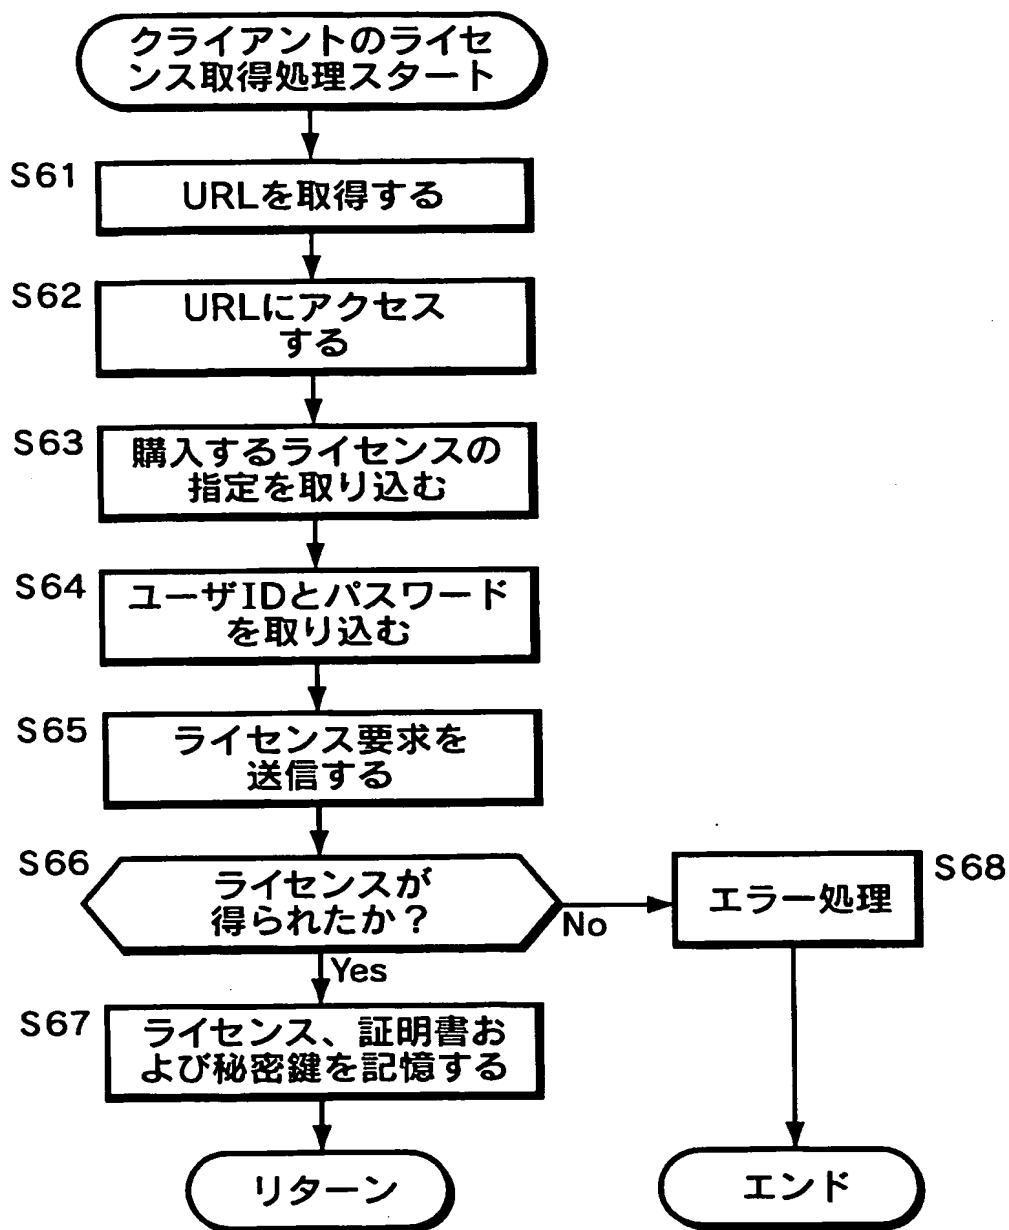 クライアントのライセ
ンス取得処理スタート
S61
URLを取得する
S62
URLにアクセス
する
S63
購入するライセンスの
指定を取り込む
S64
ユーザIDとパスワード
を取り込む
S65
ライセンス要求を
送信する
S66
ライセンスが
得られたか?
No
エラー処理
S68
Yes
S67
ライセンス、証明書お
よび秘密鍵を記憶する
リターン
エンド